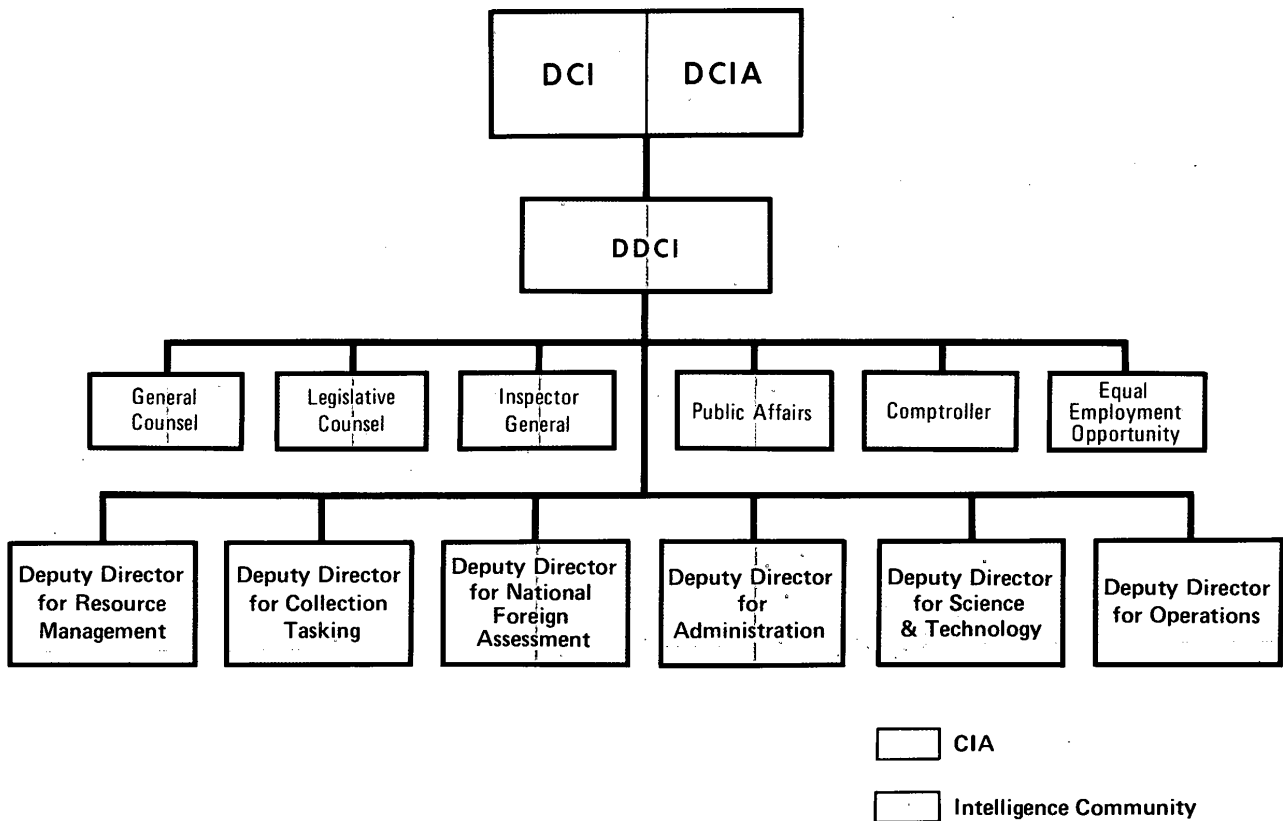 DCI
DCIA
DDCI
General
Counsel
Legislative
Counsel
Inspector
General
Public Affairs
Comptroller
Equal
Employment
Opportunity
Deputy Director
for Resource
Management
Deputy Director
for Collection
Tasking
Deputy Director
for National
Foreign
Assessment
Deputy Director
for
Administration
Deputy Director
for Science
& Technology
Deputy Director
for Operations
CIA
Intelligence Community